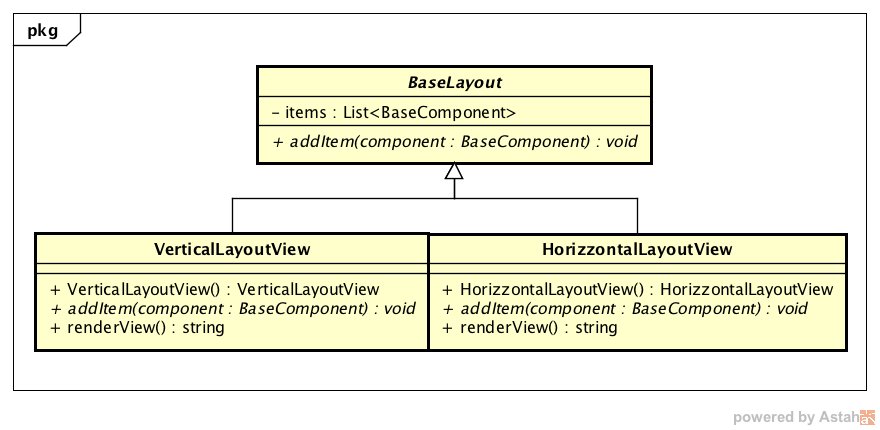 pkg
BaseLayout
- items : List<BaseComponent>
+ addItem(component : BaseComponent) : void
VerticalLayoutView
+ VerticalLayoutView() : VerticalLayoutView
+ addItem(component : BaseComponent) : void
+ renderView() : string
HorizzontalLayoutView
+ HorizzontalLayoutView() : HorizzontalLayoutView
+ addItem(component : BaseComponent) : void
+ renderView() : string
powered by Astah